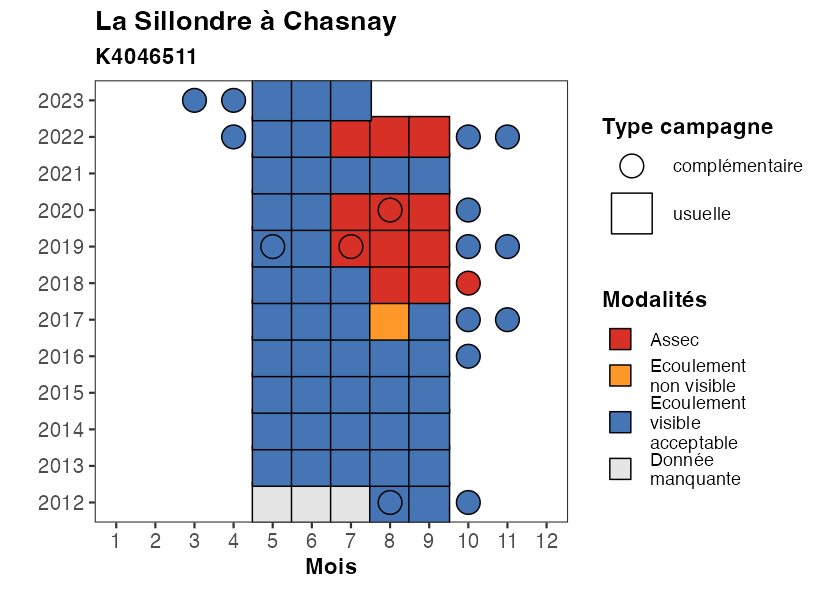 La Sillondre à Chasnay
K4046511
2023
2022
2021
2020
2019
2018
2017
2016
2015
2014
2013
2012
1 2 3 4 5 6 7 8 9 10 11 12
Mois
Type campagne
complémentaire
usuelle
Modalités
Assec
Ecoulement
non visible
Ecoulement
visible
acceptable
Donnée
manquante